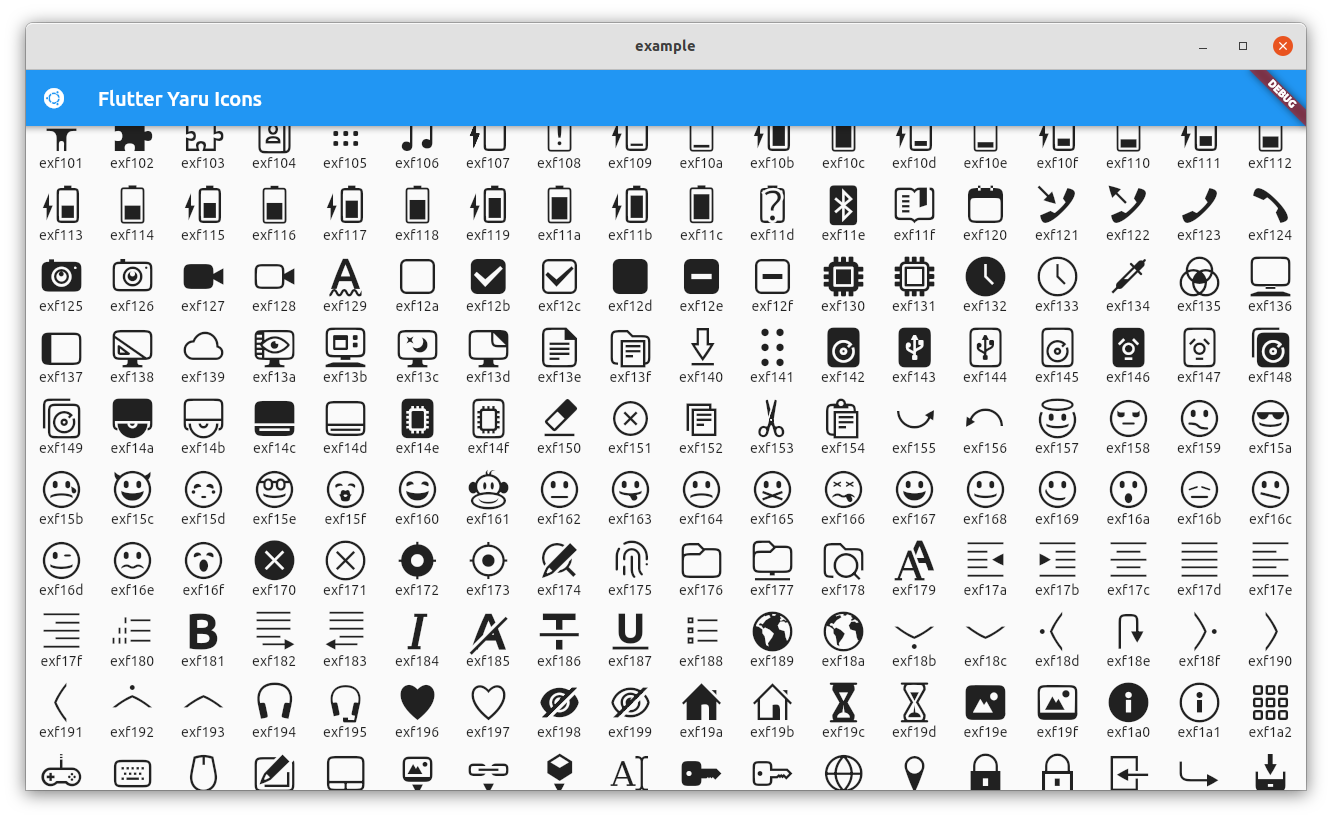 example
Flutter Yaru Icons
DEBUG
exf101 exf102 exf103 exf104 exf105 exf106 exf107 exf108 exf109 exf10a exf10b exf10c exf10d exf10e exf10f exf110 exf111 exf112
exf113 exf114 exf115 exf116 exf117 exf118 exf119 exf11a exf11b exf11c exf11d exf11e exf11f exf120 exf121 exf122 exf123 exf124
exf125 exf126 exf127 exf128 exf129 exf12a exf12b exf12c exf12d exf12e exf12f exf130 exf131 exf132 exf133 exf134 exf135 exf136
exf137 exf138 exf139 exf13a exf13b exf13c exf13d exf13e exf13f exf140 exf141 exf142 exf143 exf144 exf145 exf146 exf147 exf148
exf149 exf14a exf14b exf14c exf14d exf14e exf14f exf150 exf151 exf152 exf153 exf154 exf155 exf156 exf157 exf158 exf159 exf15a
exf15b exf15c exf15d exf15e exf15f exf160 exf161 exf162 exf163 exf164 exf165 exf166 exf167 exf168 exf169 exf16a exf16b exf16c
exf16d exf16e exf16f exf170 exf171 exf172 exf173 exf174 exf175 exf176 exf177 exf178 exf179 exf17a exf17b exf17c exf17d exf17e
exf17f exf180 exf181 exf182 exf183 exf184 exf185 exf186 exf187 exf188 exf189 exf18a exf18b exf18c exf18d exf18e exf18f exf190
exf191 exf192 exf193 exf194 exf195 exf196 exf197 exf198 exf199 exf19a exf19b exf19c exf19d exf19e exf19f exf1a0 exf1a1 exf1a2